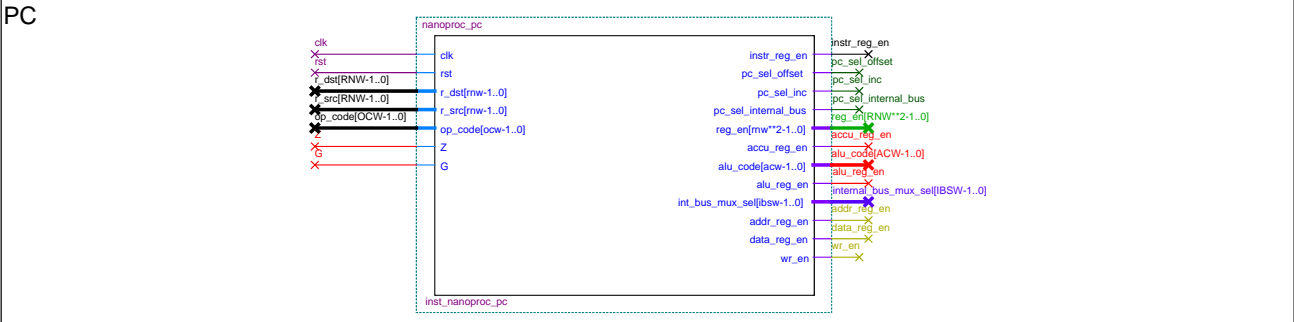 PC
nanoproc_pc
clk
rst
r_dst[RNW-1..0]
r_src[RNW-1..0]
op_code[OCW-1..0]
Z
G
clk
rst
r_dst[rnw-1..0]
r_src[rnw-1..0]
op_code[ocw-1..0]
Z
G
instr_reg_en
pc_sel_offset
pc_sel_inc
pc_sel_internal_bus
reg_en[rnw**2-1..0]
accu_reg_en
alu_code[acw-1..0]
alu_reg_en
int_bus_mux_sel[ibsw-1..0]
addr_reg_en
data_reg_en
wr_en
instr_reg_en
pc_sel_offset
pc_sel_inc
pc_sel_internal_bus
reg_en[RNW**2-1..0]
accu_reg_en
alu_code[ACW-1..0]
alu_reg_en
internal_bus_mux_sel[IBSW-1..0]
addr_reg_en
data_reg_en
wr_en
inst_nanoproc_pc